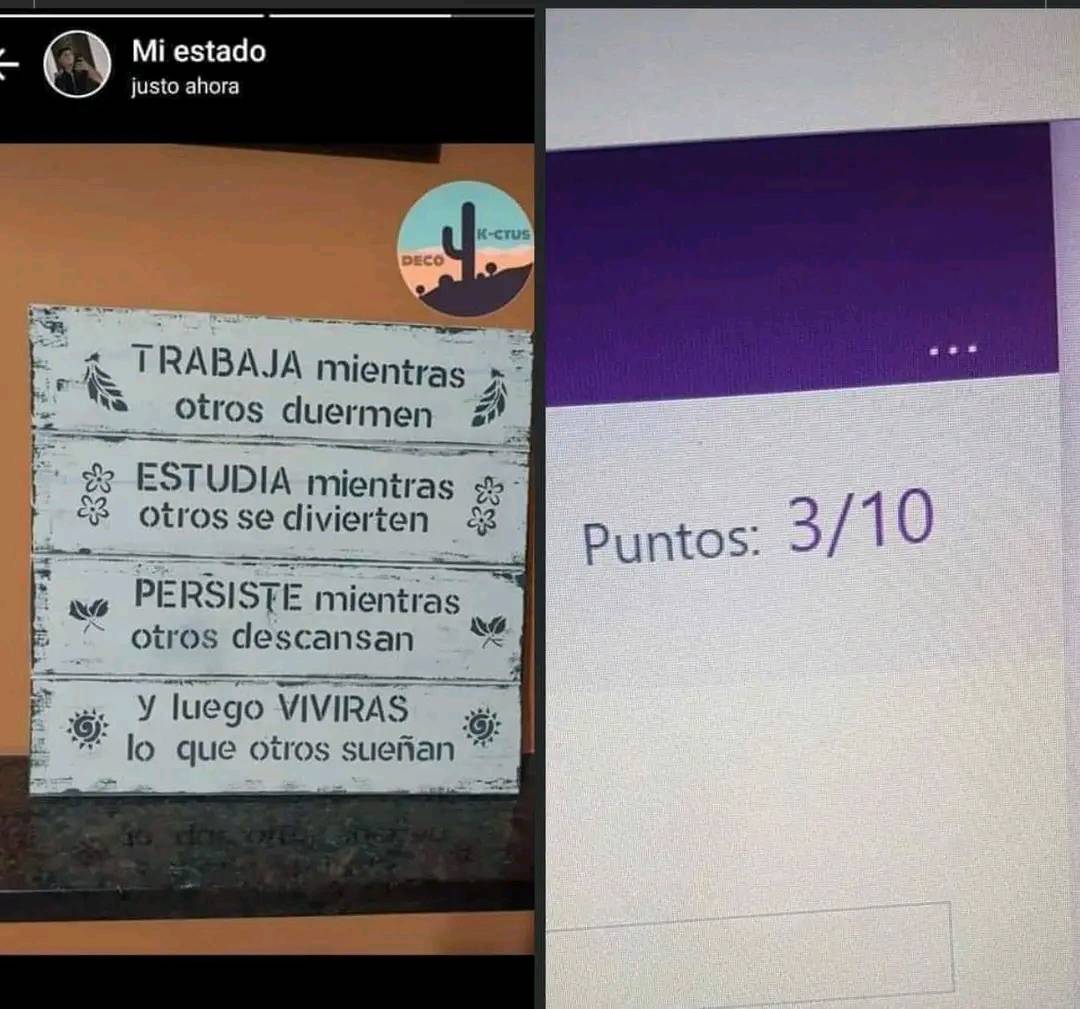 Mi estado
justo ahora
K-CTUS
DECO
TRABAJA mientras
otros duermen
ESTUDIA mientras
otros se divierten
PERSISTE mientras
otros descansan
y luego VIVIRAS
lo que otros sueñan
...
Puntos: 3/10